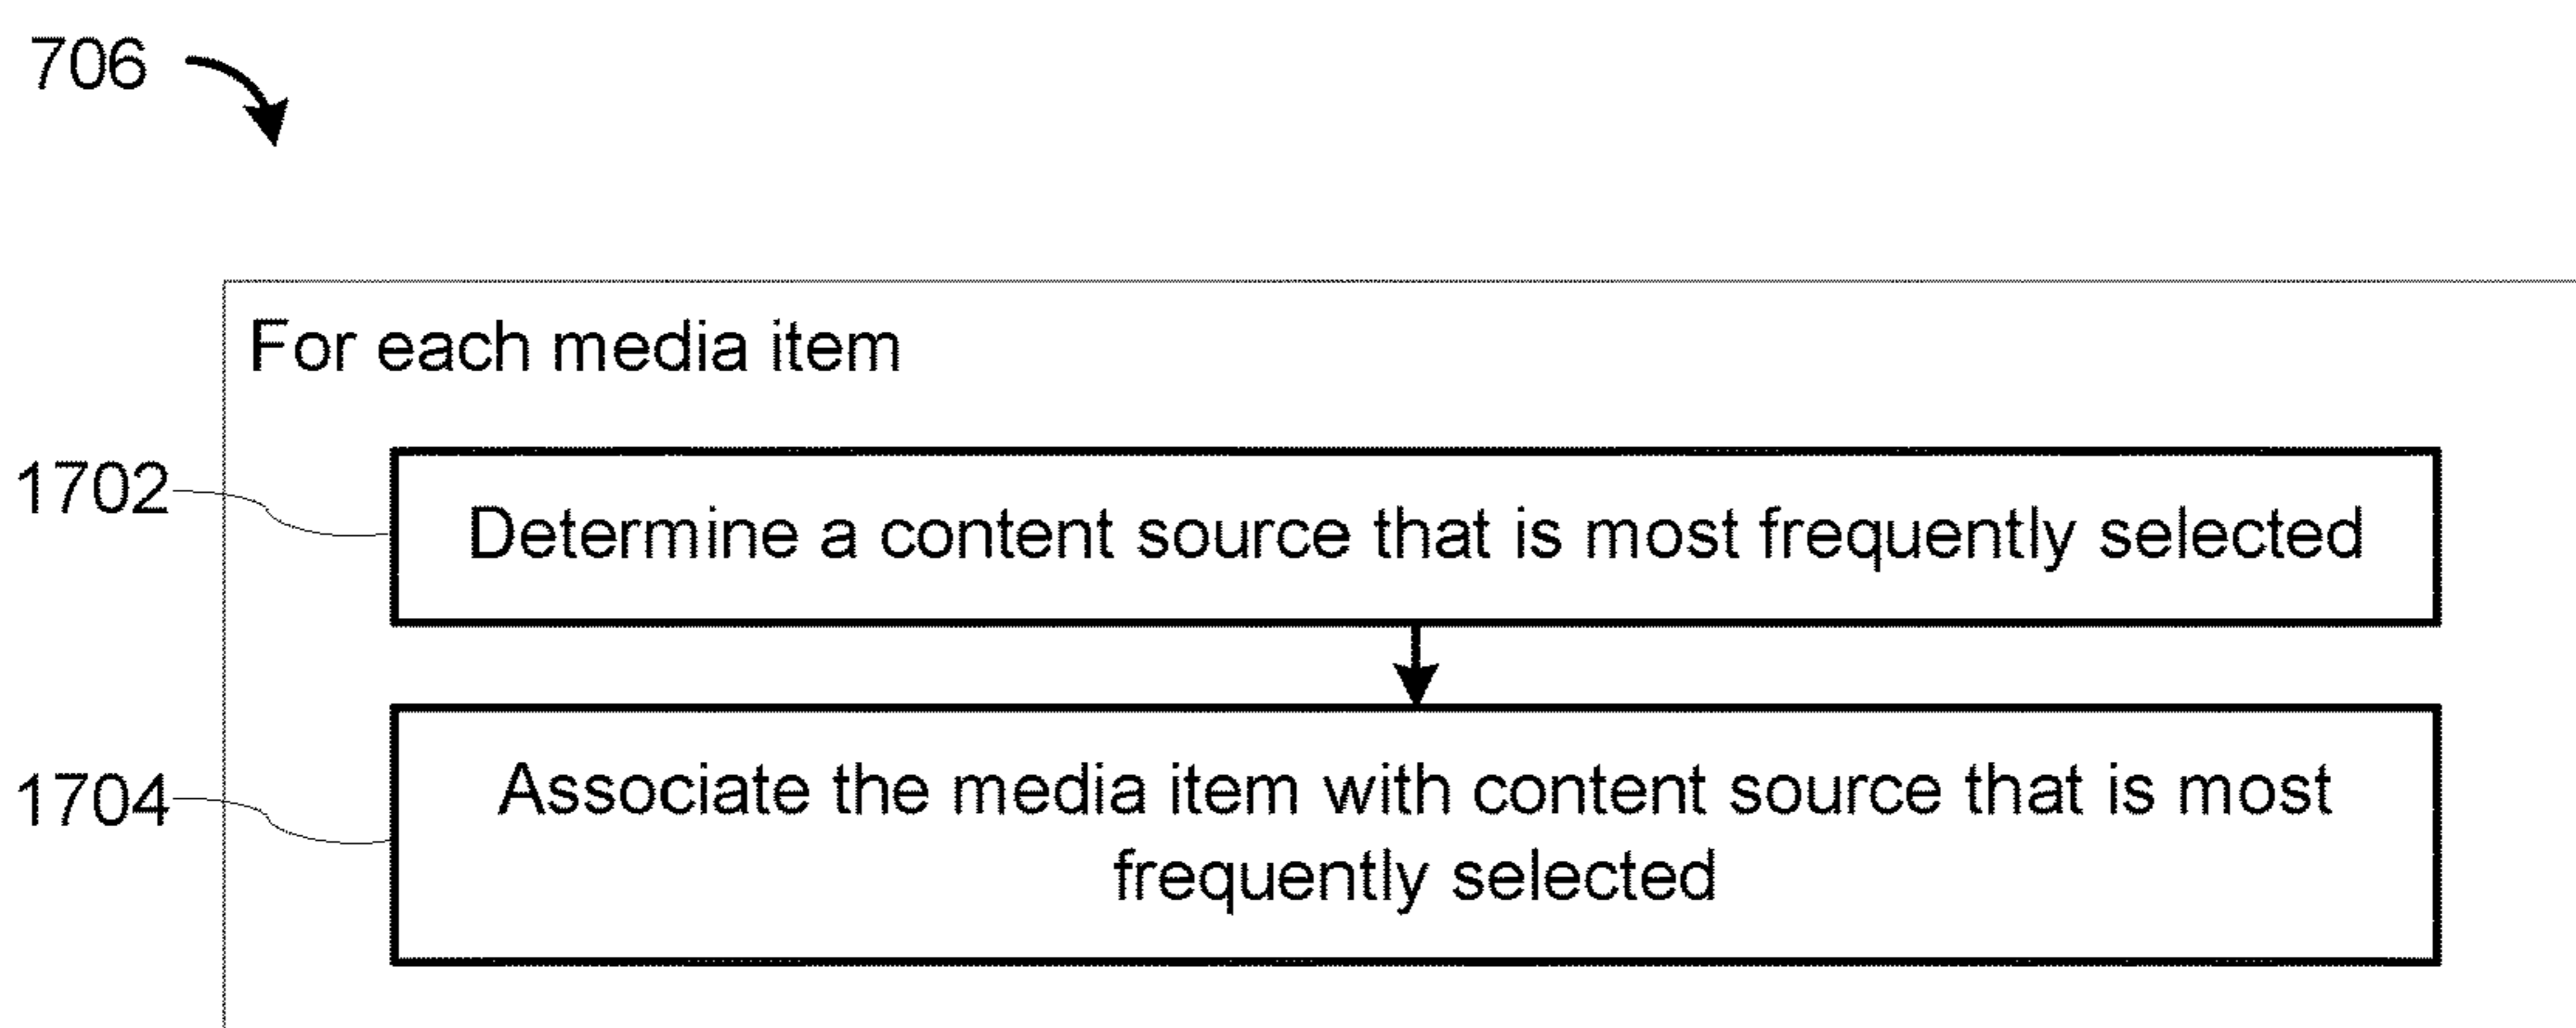 706
For each media item
1702
Determine a content source that is most frequently selected
1704
Associate the media item with content source that is most
frequently selected